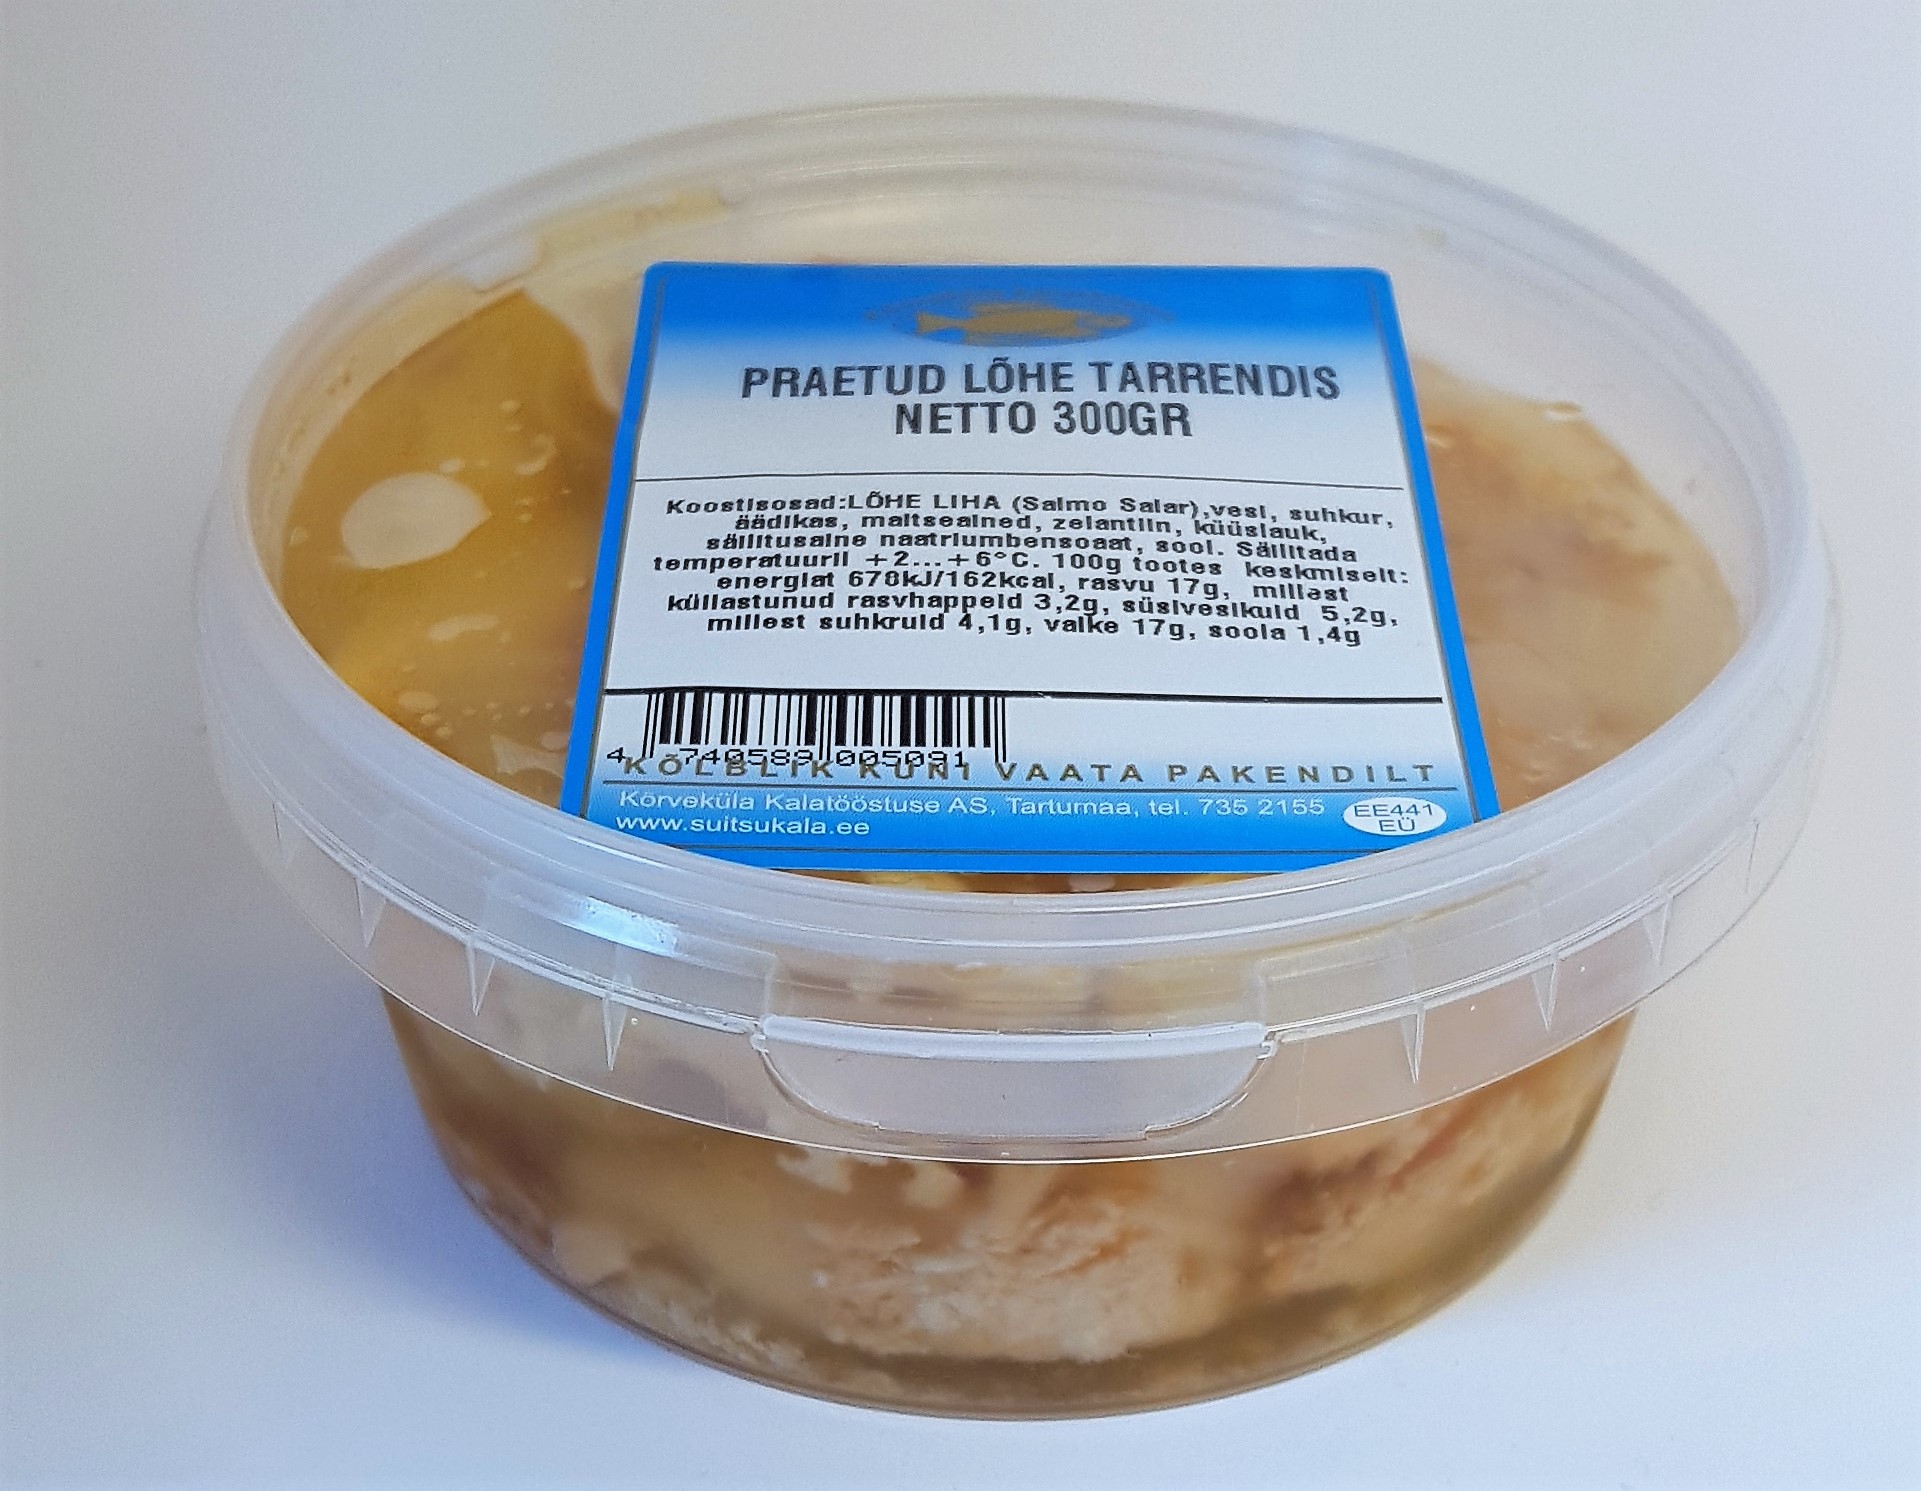 PRAETUD LÕHE TARRENDIS
NETTO 300GR
Koostisosad:LÕHE LIHA (Salmo Salar),vesi, suhkur,
äädikas, maitseained, zelantiin, küüslauk,
säilitusaine naatriumbensoaat, sool. Säilitada
temperatuuril +2...+6°C. 100g tootes keskmiselt:
energiat 678kJ/162kcal, rasvu 17g, millest
küllastunud rasvhappeid 3,2g, süsivesikuid 5,2g,
millest suhkruid 4,1g, valke 17g, soola 1,4g
4 740589 005091
KÕLBLIK KUNI VAATA PAKENDILT
Kõrveküla Kalatööstuse AS, Tartumaa, tel. 735 2155
www.suitsukala.ee
EE441
EÜ